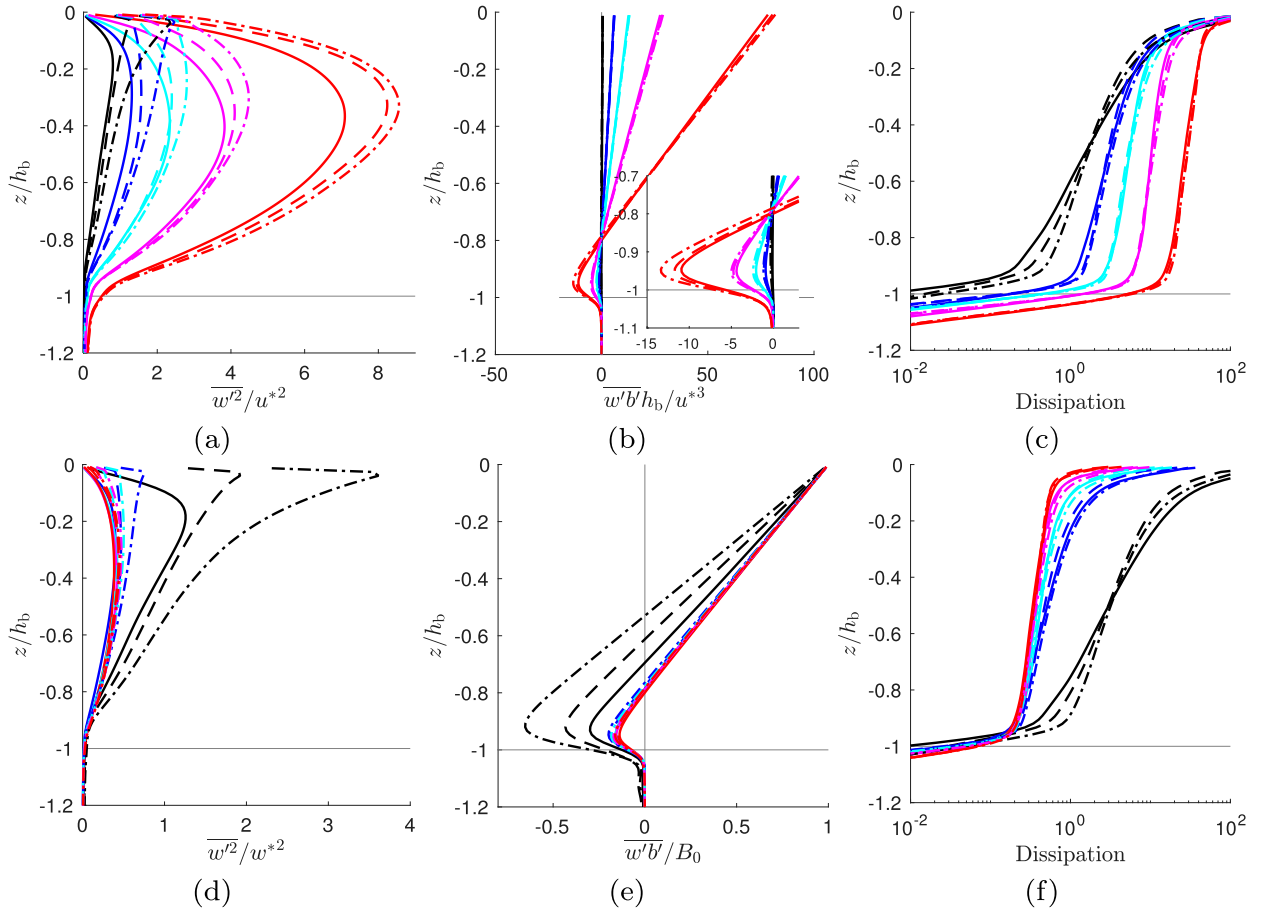 0
-0.2
-0.4
-0.6
-0.8
-1
-1.2
z/h_b
0 2 4 6 8
\overline{w'^2}/u^{*2}
(a)
0
-0.2
-0.4
-0.6
-0.8
-1
-1.2
z/h_b
-50 0 50 100
\overline{w'b'}h_b/u^{*3}
-0.7
-0.8
-0.9
-1
-1.1
-15 -10 -5 0
(b)
0
-0.2
-0.4
-0.6
-0.8
-1
-1.2
z/h_b
10^{-2} 10^0 10^2
Dissipation
(c)
0
-0.2
-0.4
-0.6
-0.8
-1
-1.2
z/h_b
0 1 2 3 4
\overline{w'^2}/w^{*2}
(d)
0
-0.2
-0.4
-0.6
-0.8
-1
-1.2
z/h_b
-0.5 0 0.5 1
\overline{w'b'}/B_0
(e)
0
-0.2
-0.4
-0.6
-0.8
-1
-1.2
z/h_b
10^{-2} 10^0 10^2
Dissipation
(f)